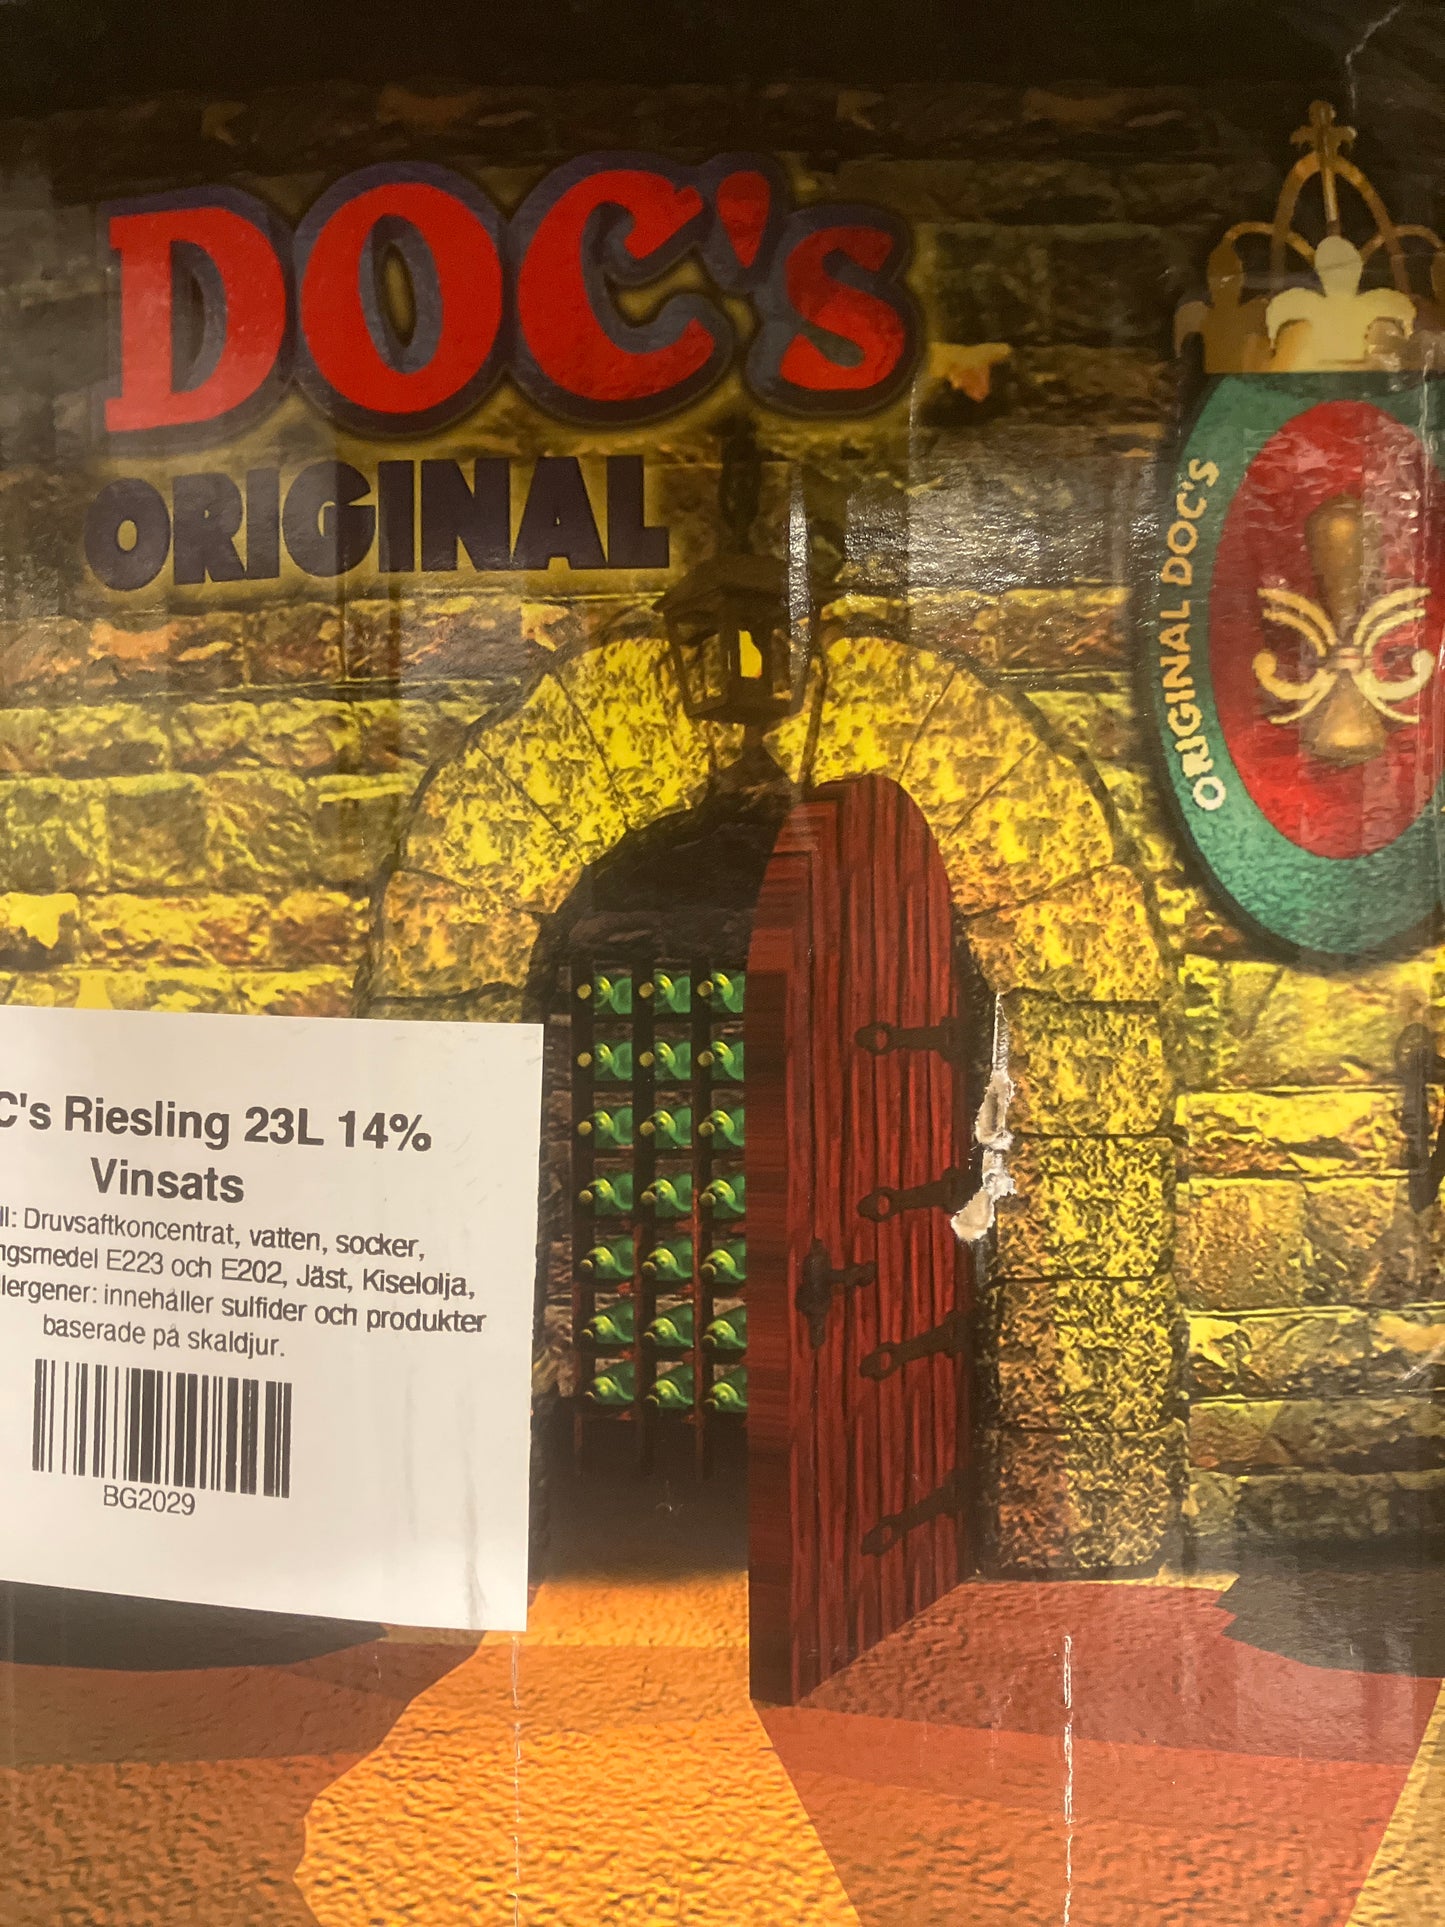 DOC's
ORIGINAL
ORIGINAL DOC'S
C's Riesling 23L 14%
Vinsats
ll: Druvsaftkoncentrat, vatten, socker,
ngsmedel E223 och E202, Jäst, Kiselolja,
llergener: innehåller sulfider och produkter
baserade på skaldjur.
BG2029